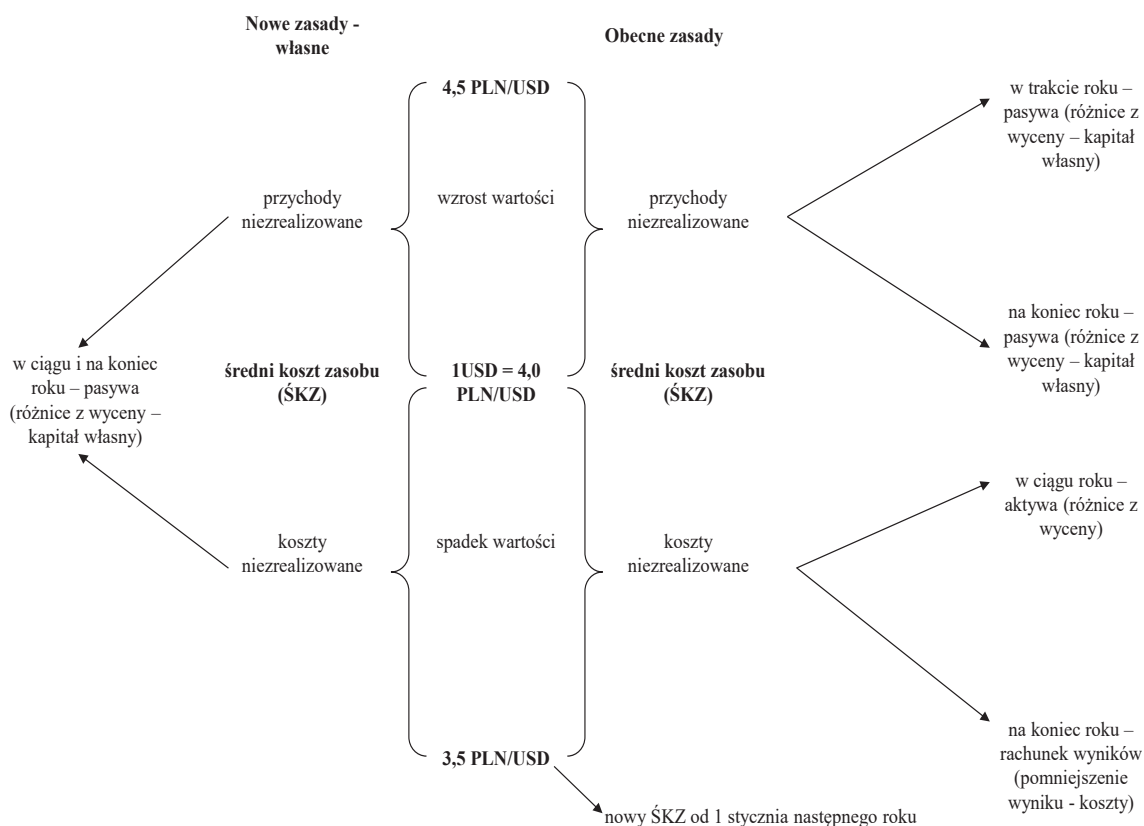 Nowe zasady -
własne
Obecne zasady
4,5 PLN/USD
w trakcie roku –
pasywa (różnice z
wyceny – kapitał
własny)
przychody
niezrealizowane
wzrost wartości
przychody
niezrealizowane
na koniec roku –
pasywa (różnice z
wyceny – kapitał
własny)
w ciągu i na koniec
roku – pasywa
(różnice z wyceny –
kapitał własny)
średni koszt zasobu
(ŚKZ)
1USD = 4,0
PLN/USD
średni koszt zasobu
(ŚKZ)
w ciągu roku –
aktywa (różnice z
wyceny)
koszty
niezrealizowane
spadek wartości
koszty
niezrealizowane
na koniec roku –
rachunek wyników
(pomniejszenie
wyniku - koszty)
3,5 PLN/USD
nowy ŚKZ od 1 stycznia następnego roku